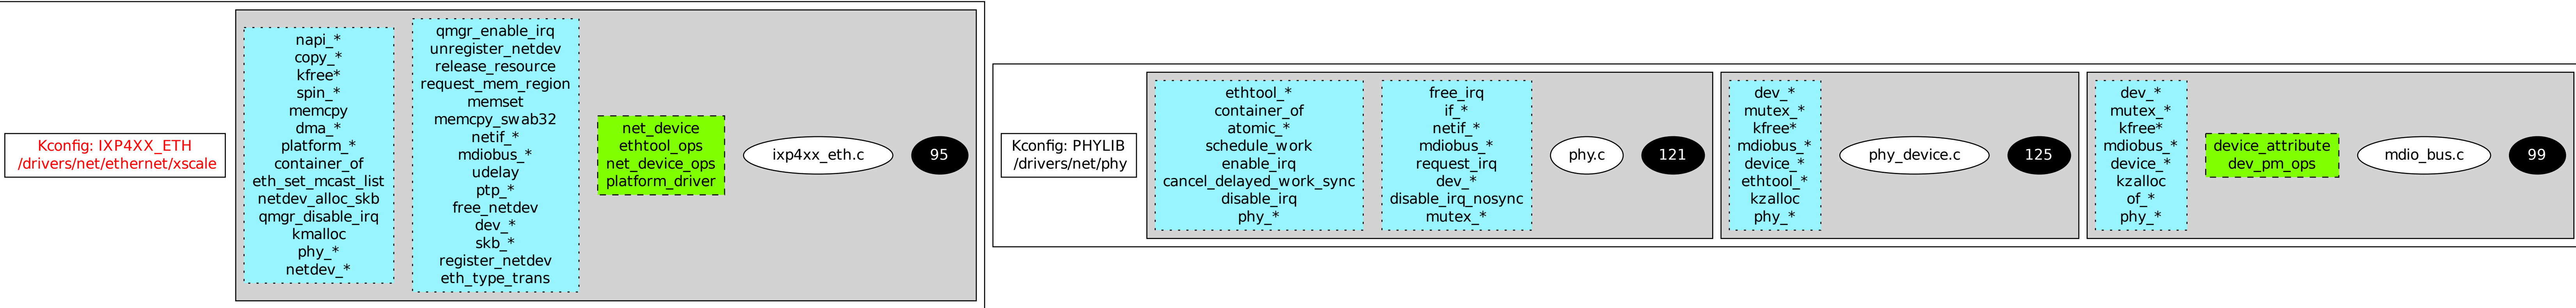 Kconfig: IXP4XX_ETH
/drivers/net/ethernet/xscale
napi_*
copy_*
kfree*
spin_*
memcpy
dma_*
platform_*
container_of
eth_set_mcast_list
netdev_alloc_skb
qmgr_disable_irq
kmalloc
phy_*
netdev_*
qmgr_enable_irq
unregister_netdev
release_resource
request_mem_region
memset
memcpy_swab32
netif_*
mdiobus_*
udelay
ptp_*
free_netdev
dev_*
skb_*
register_netdev
eth_type_trans
net_device
ethtool_ops
net_device_ops
platform_driver
ixp4xx_eth.c
95
Kconfig: PHYLIB
/drivers/net/phy
ethtool_*
container_of
atomic_*
schedule_work
enable_irq
cancel_delayed_work_sync
disable_irq
phy_*
free_irq
if_*
netif_*
mdiobus_*
request_irq
dev_*
disable_irq_nosync
mutex_*
phy.c
121
dev_*
mutex_*
kfree*
mdiobus_*
device_*
ethtool_*
kzalloc
phy_*
phy_device.c
125
dev_*
mutex_*
kfree*
mdiobus_*
device_*
kzalloc
of_*
phy_*
device_attribute
dev_pm_ops
mdio_bus.c
99